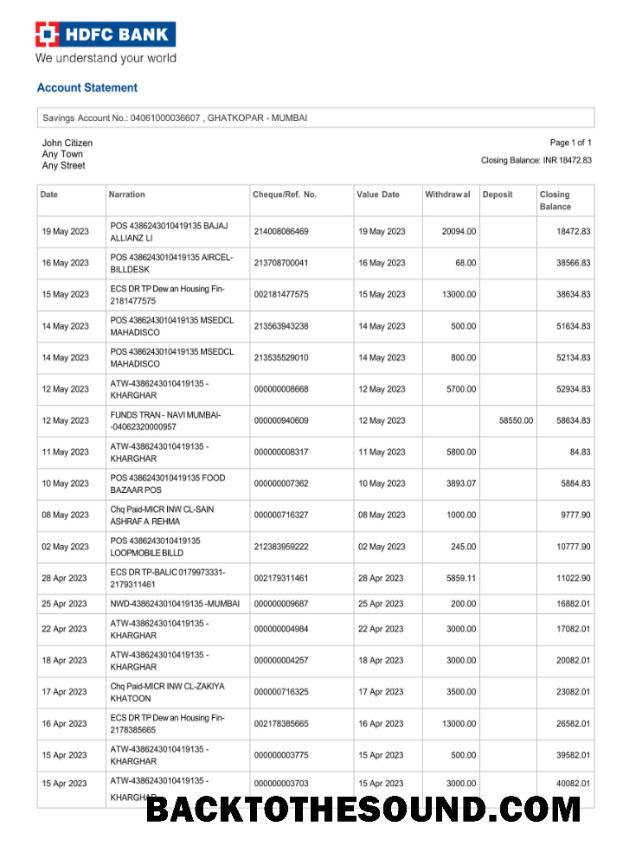 HDFC BANK
We understand your world
Account Statement
Savings Account No.: 04061000036607 , GHATKOPAR - MUMBAI
John Citizen
Any Town
Any Street
Page 1 of 1
Closing Balance: INR 18472.83
Date Narration Cheque/Ref. No. Value Date Withdrawal Deposit Closing
Balance
19 May 2023 POS 4386243010419135 BAJAJ 214008086469 19 May 2023 20094.00 18472.83
ALLIANZ LI
16 May 2023 POS 4386243010419135 AIRCEL- 213708700041 16 May 2023 68.00 38566.83
BILLDESK
15 May 2023 ECS DR TP Dewan Housing Fin- 002181477575 15 May 2023 13000.00 38634.83
2181477575
14 May 2023 POS 4386243010419135 MSEDCL 213563943238 14 May 2023 500.00 51634.83
MAHADISCO
14 May 2023 POS 4386243010419135 MSEDCL 213535529010 14 May 2023 800.00 52134.83
MAHADISCO
12 May 2023 ATW-4386243010419135 - 000000008668 12 May 2023 5700.00 52934.83
KHARGHAR
12 May 2023 FUNDS TRAN - NAVI MUMBAI- 000000940609 12 May 2023 58550.00 58634.83
-04062320000957
11 May 2023 ATW-4386243010419135 - 000000008317 11 May 2023 5800.00 84.83
KHARGHAR
10 May 2023 POS 4386243010419135 FOOD 000000007362 10 May 2023 3893.07 5884.83
BAZAAR POS
08 May 2023 Chq Paid-MICR INW CL-SAIN 000000716327 08 May 2023 1000.00 9777.90
ASHRAF A REHMA
02 May 2023 POS 4386243010419135 212383959222 02 May 2023 245.00 10777.90
LOOPMOBILE BILLD
28 Apr 2023 ECS DR TP-BALIC 0179973331- 002179311461 28 Apr 2023 5859.11 11022.90
2179311461
25 Apr 2023 NWD-4386243010419135 -MUMBAI 000000009687 25 Apr 2023 200.00 16882.01
22 Apr 2023 ATW-4386243010419135 - 000000004984 22 Apr 2023 3000.00 17082.01
KHARGHAR
18 Apr 2023 ATW-4386243010419135 - 000000004257 18 Apr 2023 3000.00 20082.01
KHARGHAR
17 Apr 2023 Chq Paid-MICR INW CL-ZAKIYA 000000716325 17 Apr 2023 3500.00 23082.01
KHATOON
16 Apr 2023 ECS DR TP Dewan Housing Fin- 002178385665 16 Apr 2023 13000.00 26582.01
2178385665
15 Apr 2023 ATW-4386243010419135 - 000000003775 15 Apr 2023 500.00 39582.01
KHARGHAR
15 Apr 2023 ATW-4386243010419135 - 000000003703 15 Apr 2023 3000.00 40082.01
KHARGHAR
BACKTOTHESOUND.COM